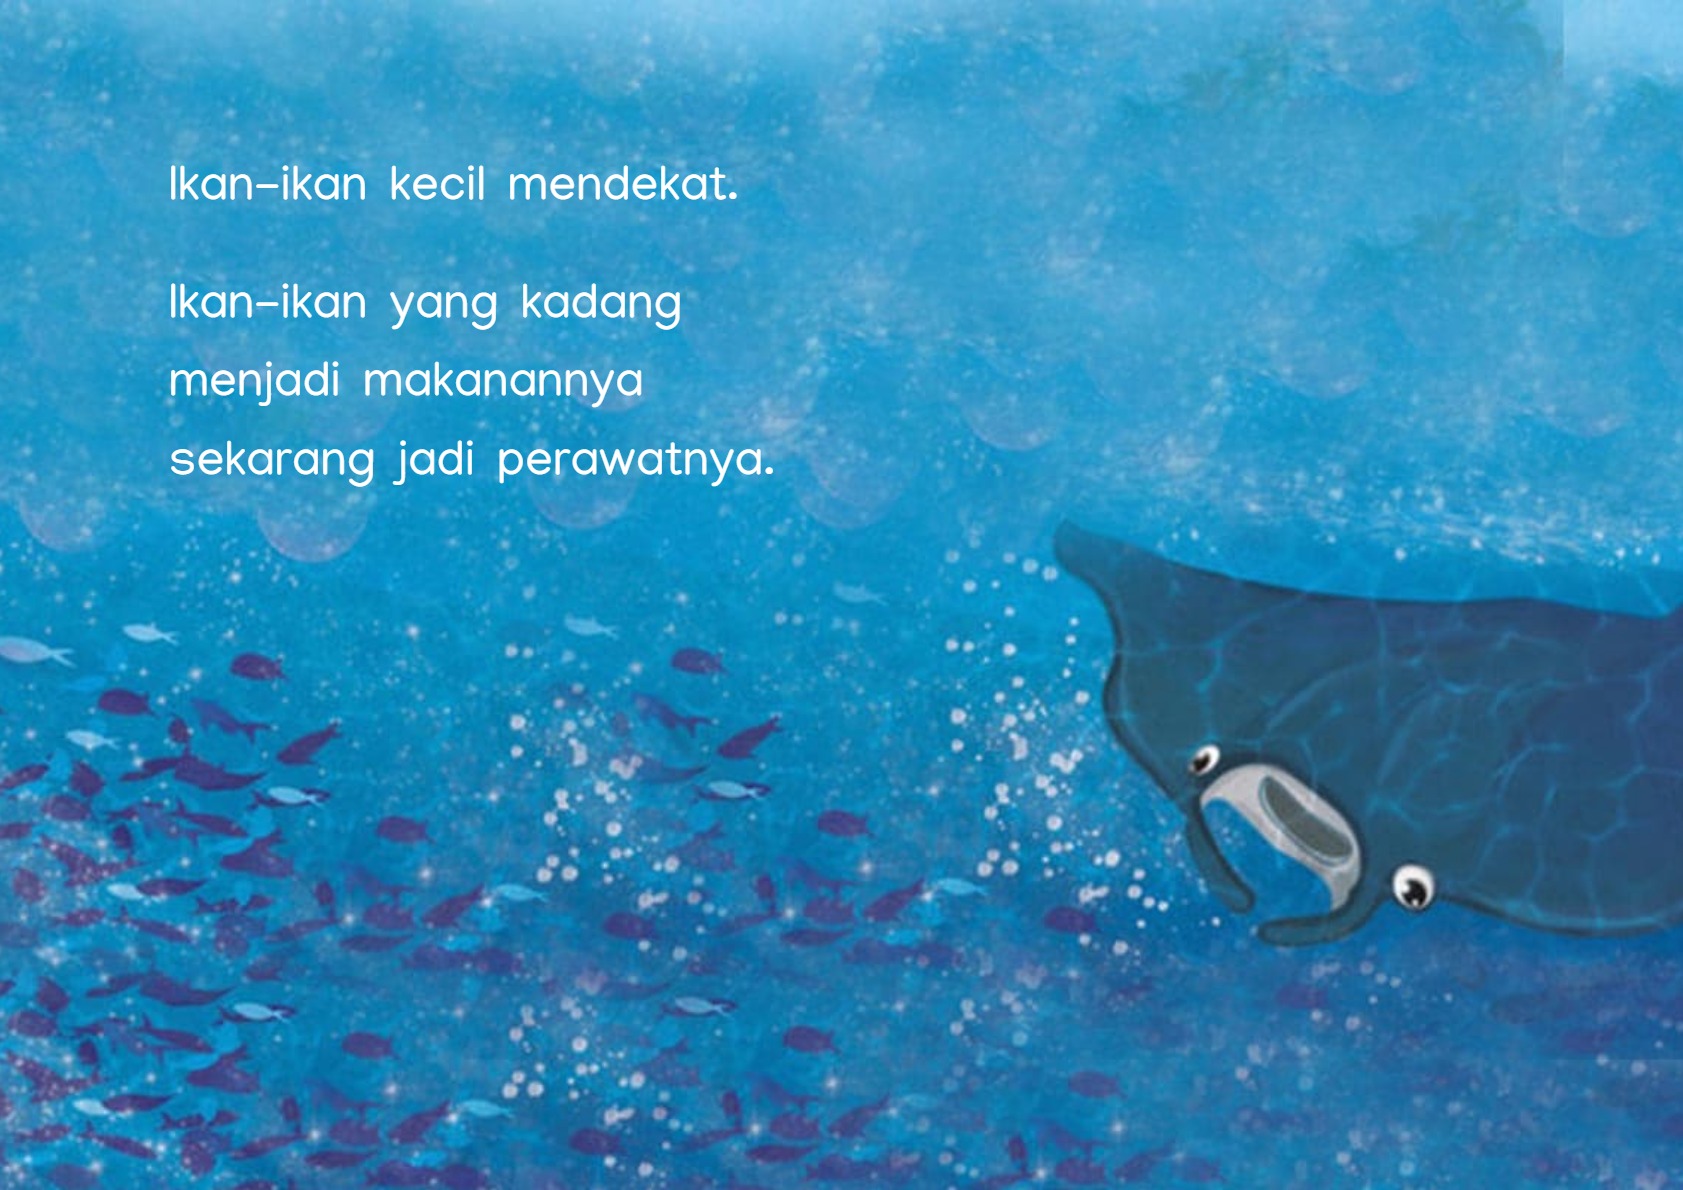 Ikan-ikan kecil mendekat.
Ikan-ikan yang kadang
menjadi makanannya
sekarang jadi perawatnya.